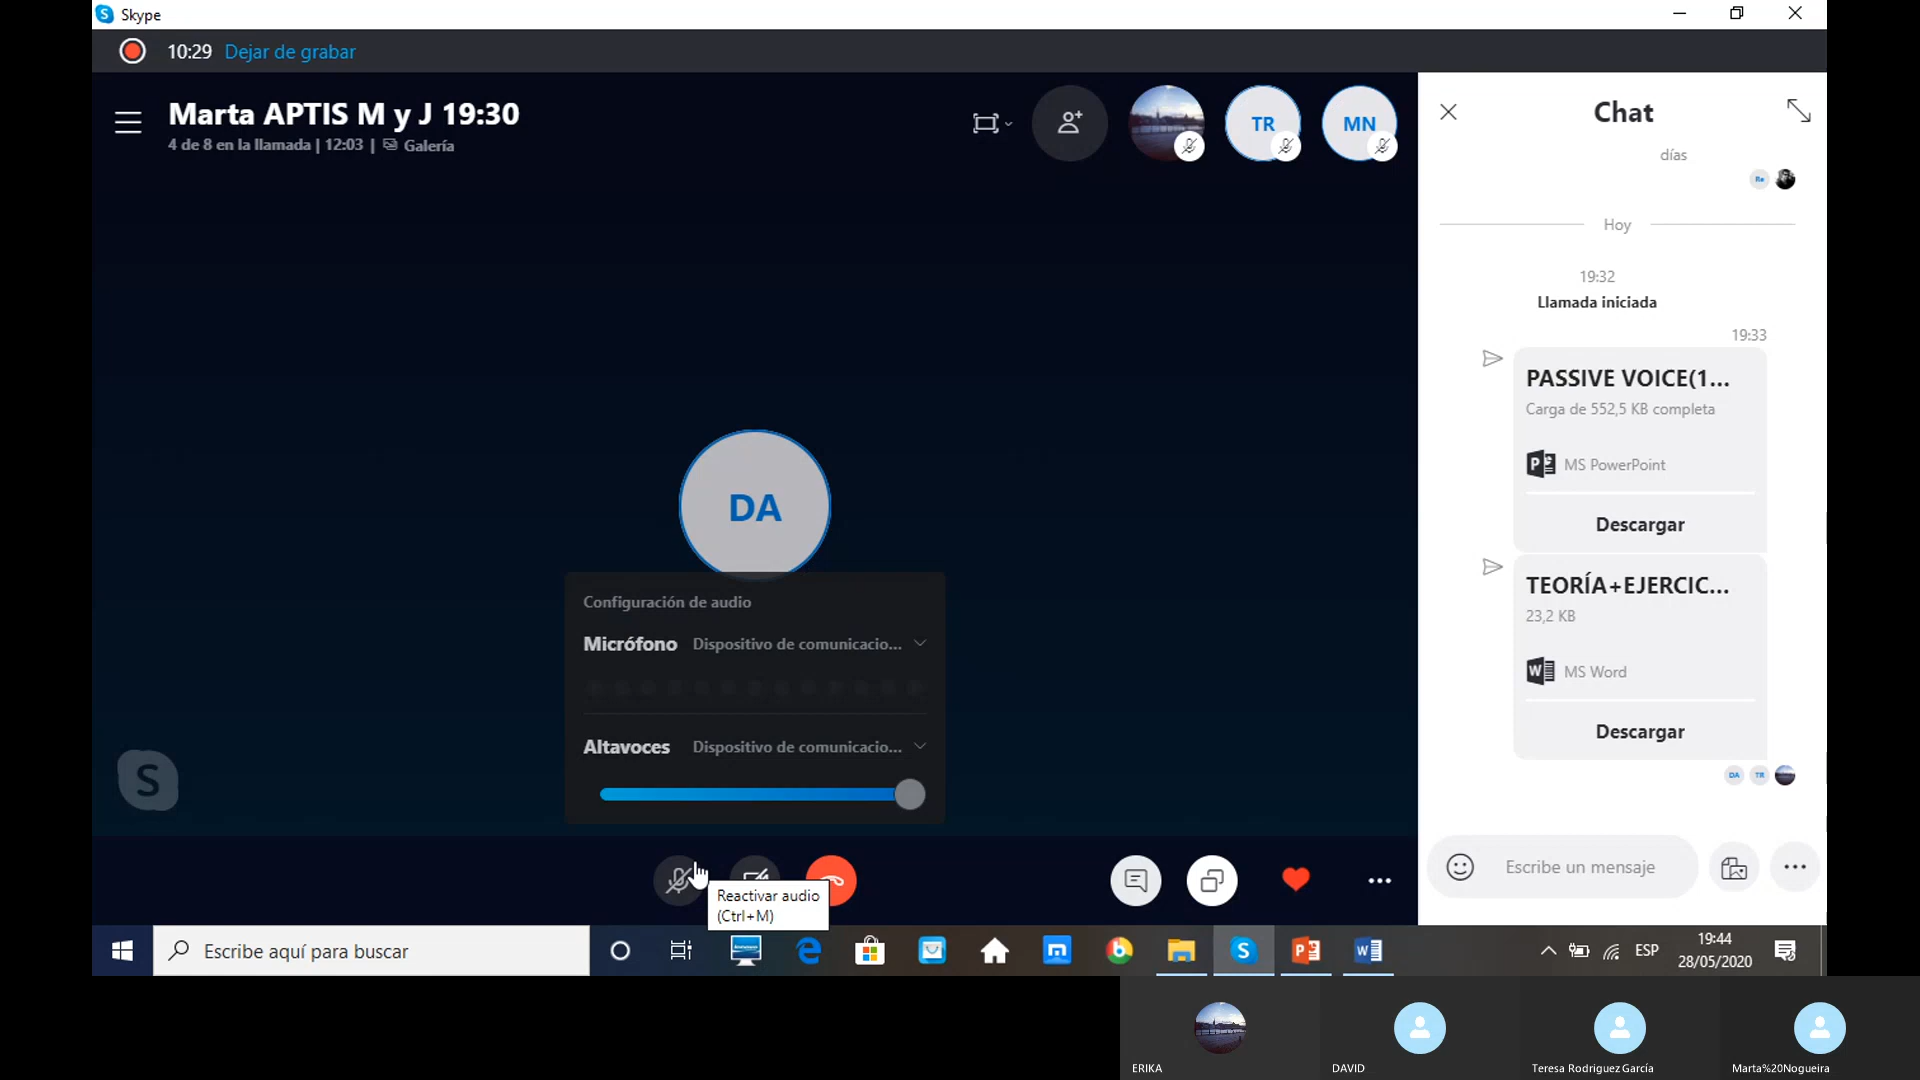 Skype
10:29 Dejar de grabar
Marta APTIS M y J 19:30
4 de 8 en la llamada | 12:03 | Galería
TR
MN
DA
Configuración de audio
Micrófono Dispositivo de comunicacio...
Altavoces Dispositivo de comunicacio...
S
Reactivar audio
(Ctrl+M)
Chat
días
Re
Hoy
19:32
Llamada iniciada
19:33
PASSIVE VOICE(1...
Carga de 552,5 KB completa
MS PowerPoint
Descargar
TEORÍA+EJERCIC...
23,2 KB
MS Word
Descargar
DA TR
Escribe un mensaje
Escribe aquí para buscar
ESP
19:44
28/05/2020
ERIKA
DAVID
Teresa Rodriguez García
Marta%20Nogueira